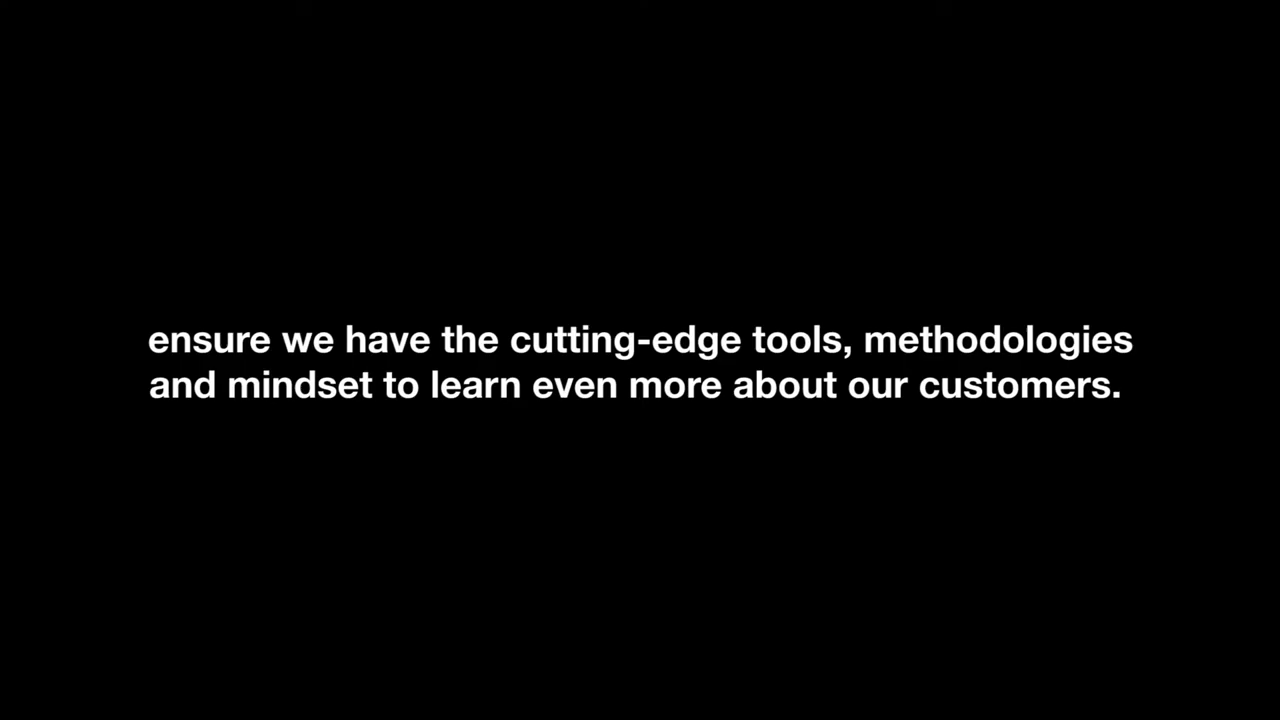 ensure we have the cutting-edge tools, methodologies
and mindset to learn even more about our customers.